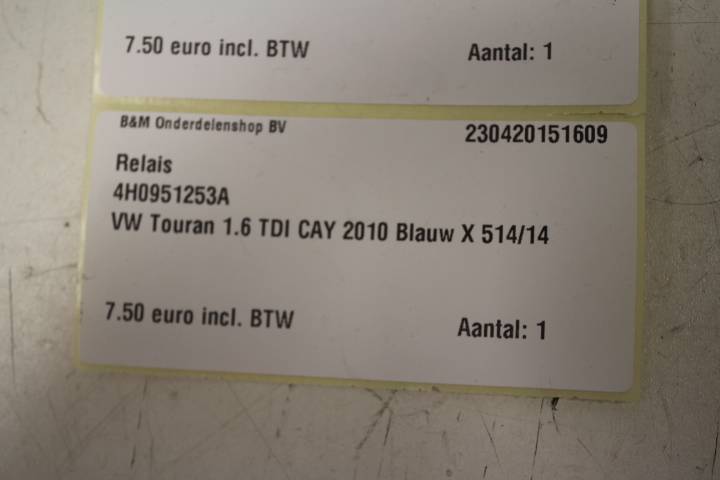 7.50 euro incl. BTW Aantal: 1
B&M Onderdelenshop BV 230420151609
Relais
4H0951253A
VW Touran 1.6 TDI CAY 2010 Blauw X 514/14
7.50 euro incl. BTW Aantal: 1